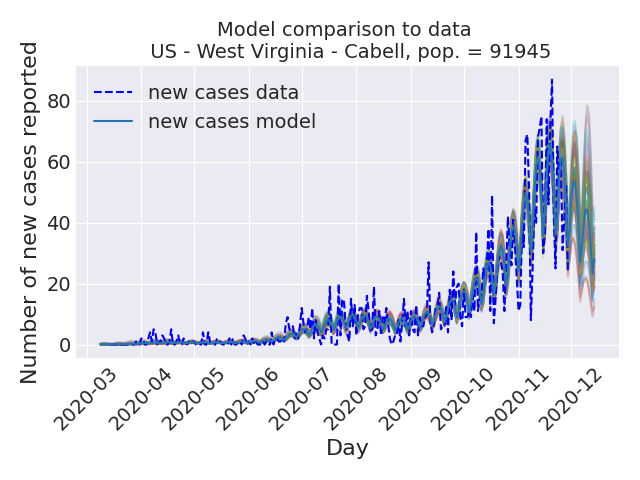 Model comparison to data
US - West Virginia - Cabell, pop. = 91945
new cases data
new cases model
Number of new cases reported
80
60
40
20
0
2020-03
2020-04
2020-05
2020-06
2020-07
2020-08
2020-09
2020-10
2020-11
2020-12
Day